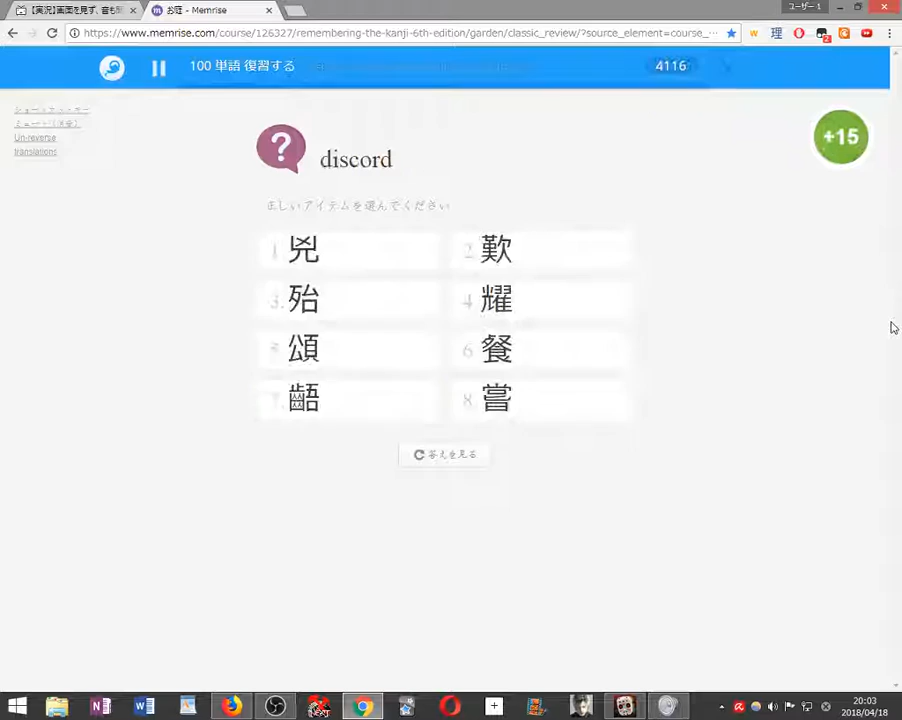 【実況】画面を見ず、音も
お庭 - Memrise
ユーザー 1
https://www.memrise.com/course/126327/remembering-the-kanji-6th-edition/garden/classic_review/?source_element=course_...
100 単語 復習する
4116
Un-reverse
translations
+15
? discord
正しいアイテムを選んでください
1 兕 2 歎
3. 殆 4 耀
5 頌 6 餐
7. 齬 8 嘗
答えを見る
20:03
2018/04/18